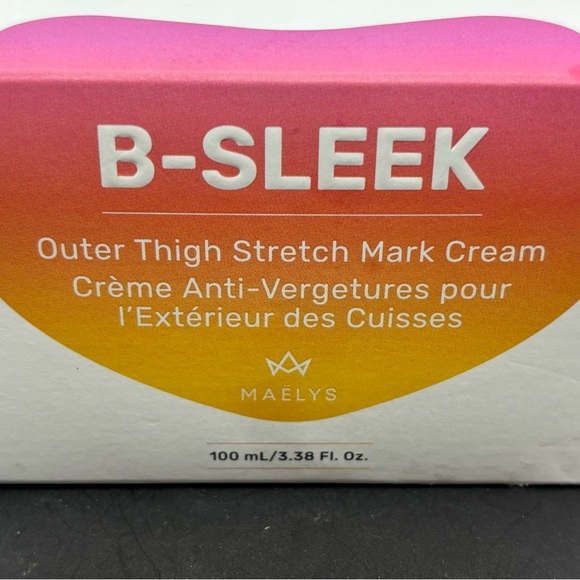 B-SLEEK
Outer Thigh Stretch Mark Cream
Crème Anti-Vergetures pour
l'Extérieur des Cuisses
MAËLYS
100 mL/3.38 Fl. Oz.